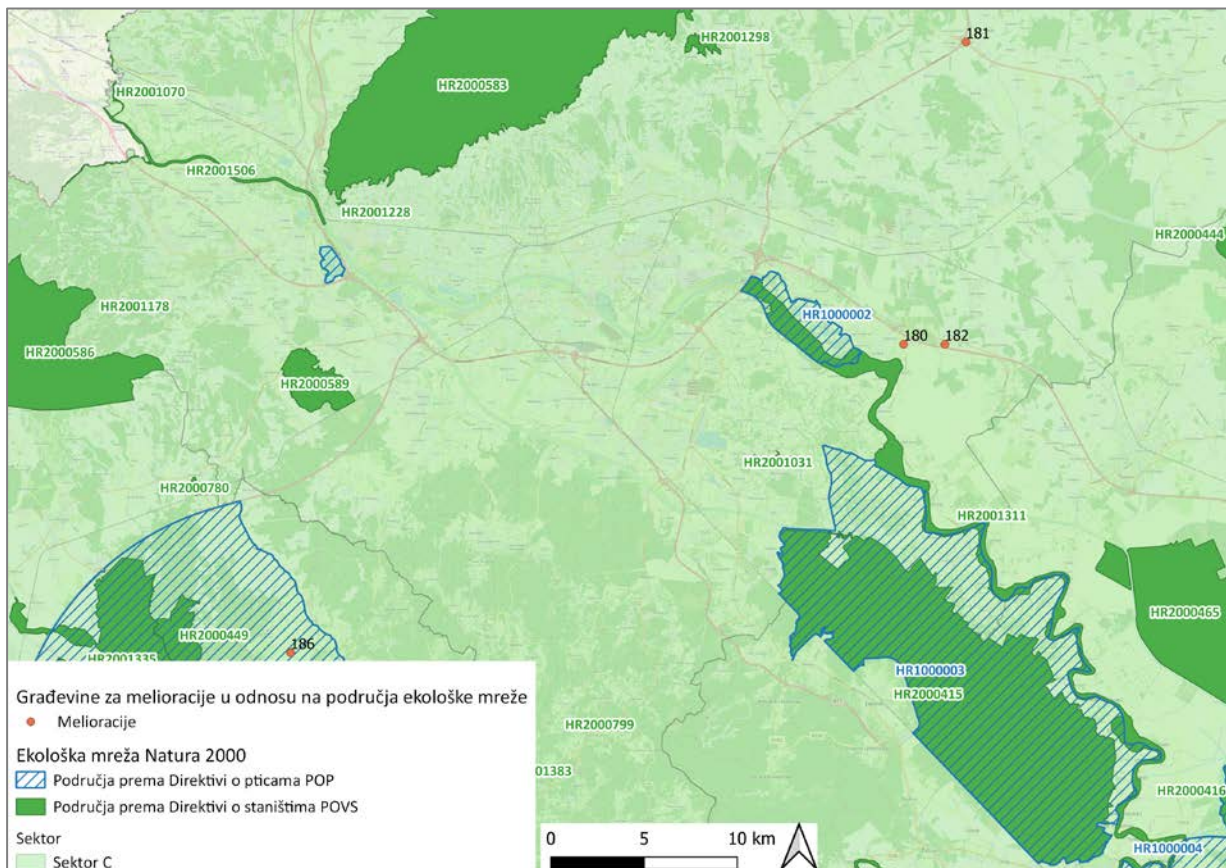 181
HR2001298
HR2000583
HR2001070
HR2001506
HR2001228
HR2000444
HR2001178
HR1000002
180
182
HR2000586
HR2000589
HR2001031
HR2000780
HR2001311
HR2000465
HR2000449
186
HR2001335
HR1000003
HR2000415
HR2000799
01383
HR2000416
HR1000004
Građevine za melioracije u odnosu na područja ekološke mreže
Melioracije
Ekološka mreža Natura 2000
Područja prema Direktivi o pticama POP
Područja prema Direktivi o staništima POVS
Sektor
Sektor C
0 5 10 km